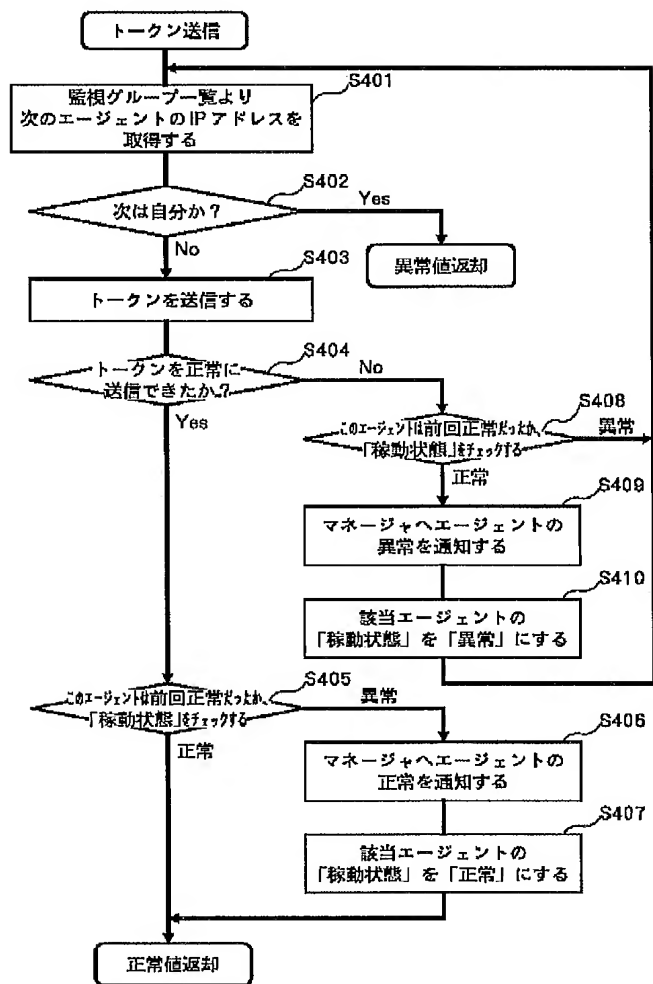 トークン送信
S401
監視グループ一覧より
次のエージェントのIPアドレスを
取得する
S402
次は自分か？
Yes
No
異常値返却
S403
トークンを送信する
S404
トークンを正常に
送信できたか？
No
Yes
S408
このエージェントは前回正常だったか、
「稼動状態」をチェックする
異常
正常
S409
マネージャへエージェントの
異常を通知する
S410
該当エージェントの
「稼動状態」を「異常」にする
S405
このエージェントは前回正常だったか、
「稼動状態」をチェックする
異常
正常
S406
マネージャへエージェントの
正常を通知する
S407
該当エージェントの
「稼動状態」を「正常」にする
正常値返却